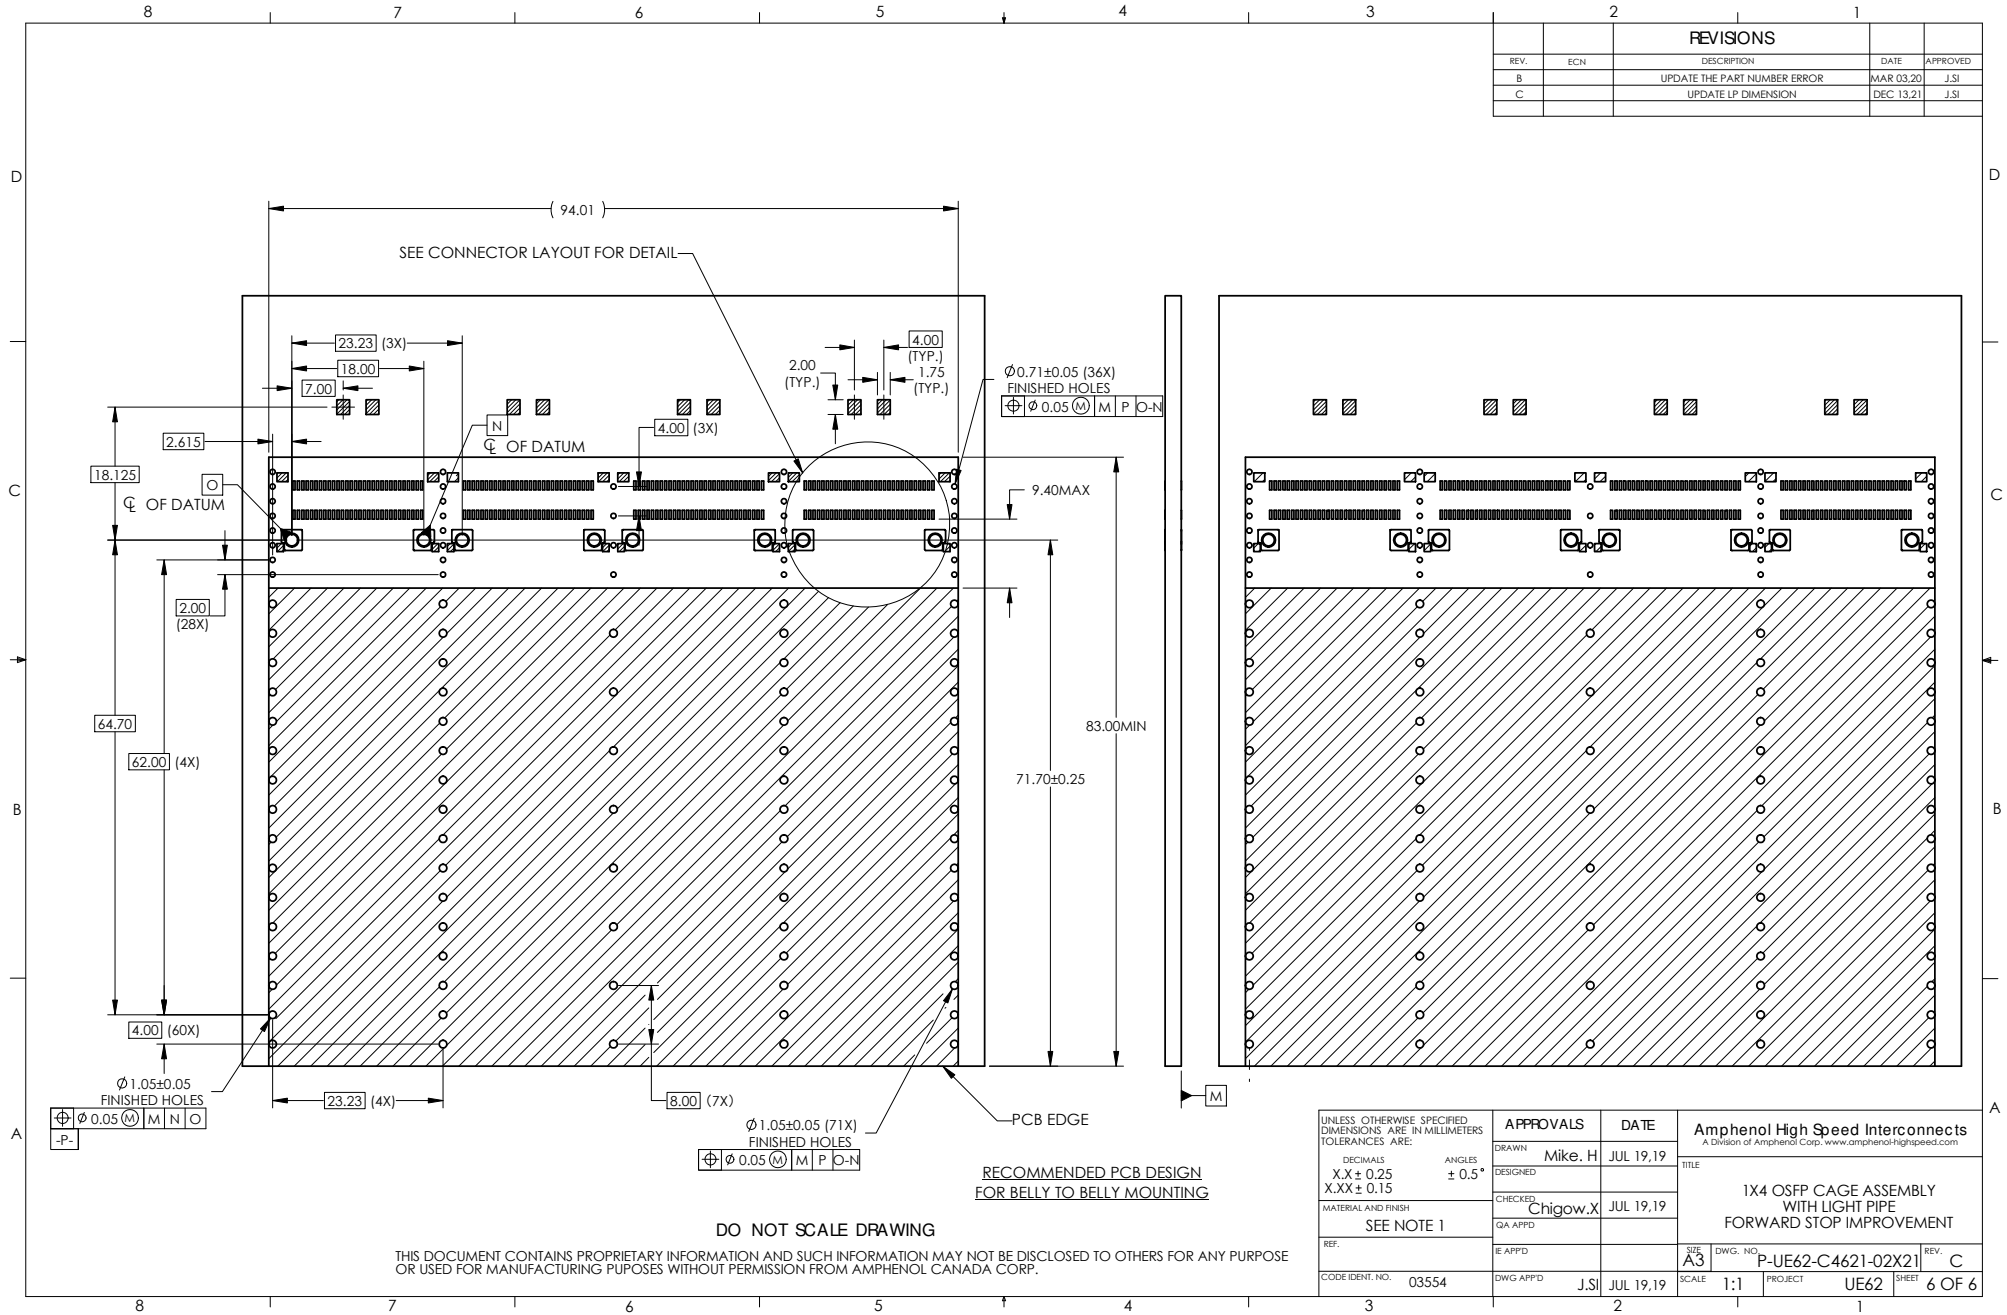 8 7 6 5 4 3 2 1
REVISIONS
REV. ECN DESCRIPTION DATE APPROVED
B UPDATE THE PART NUMBER ERROR MAR 03,20 J.SI
C UPDATE LP DIMENSION DEC 13,21 J.SI
D D
( 94.01 )
SEE CONNECTOR LAYOUT FOR DETAIL
23.23 (3X)
18.00
7.00
4.00
(TYP.)
2.00
(TYP.)
1.75
(TYP.)
Ø0.71±0.05 (36X)
FINISHED HOLES
⌖ Ø 0.05 Ⓜ M P O-N
N
℄ OF DATUM
4.00 (3X)
2.615
18.125
O
℄ OF DATUM
C C
9.40MAX
2.00
(28X)
64.70
62.00 (4X)
83.00MIN
71.70±0.25
B B
4.00 (60X)
Ø1.05±0.05
FINISHED HOLES
⌖ Ø 0.05 Ⓜ M N O
-P-
23.23 (4X)
8.00 (7X)
Ø1.05±0.05 (71X)
FINISHED HOLES
⌖ Ø 0.05 Ⓜ M P O-N
PCB EDGE
M
A A
RECOMMENDED PCB DESIGN
FOR BELLY TO BELLY MOUNTING
DO NOT SCALE DRAWING
THIS DOCUMENT CONTAINS PROPRIETARY INFORMATION AND SUCH INFORMATION MAY NOT BE DISCLOSED TO OTHERS FOR ANY PURPOSE
OR USED FOR MANUFACTURING PUPOSES WITHOUT PERMISSION FROM AMPHENOL CANADA CORP.
UNLESS OTHERWISE SPECIFIED
DIMENSIONS ARE IN MILLIMETERS
TOLERANCES ARE:
DECIMALS ANGLES
X.X ± 0.25 ± 0.5°
X.XX ± 0.15
MATERIAL AND FINISH
SEE NOTE 1
REF.
CODE IDENT. NO. 03554
APPROVALS DATE
DRAWN Mike. H JUL 19,19
DESIGNED
CHECKED Chigow.X JUL 19,19
QA APPD
IE APP'D
DWG APP'D J.SI JUL 19,19
Amphenol High Speed Interconnects
A Division of Amphenol Corp. www.amphenol-highspeed.com
TITLE
1X4 OSFP CAGE ASSEMBLY
WITH LIGHT PIPE
FORWARD STOP IMPROVEMENT
SIZE A3 DWG. NO. P-UE62-C4621-02X21 REV. C
SCALE 1:1 PROJECT UE62 SHEET 6 OF 6
8 7 6 5 4 3 2 1